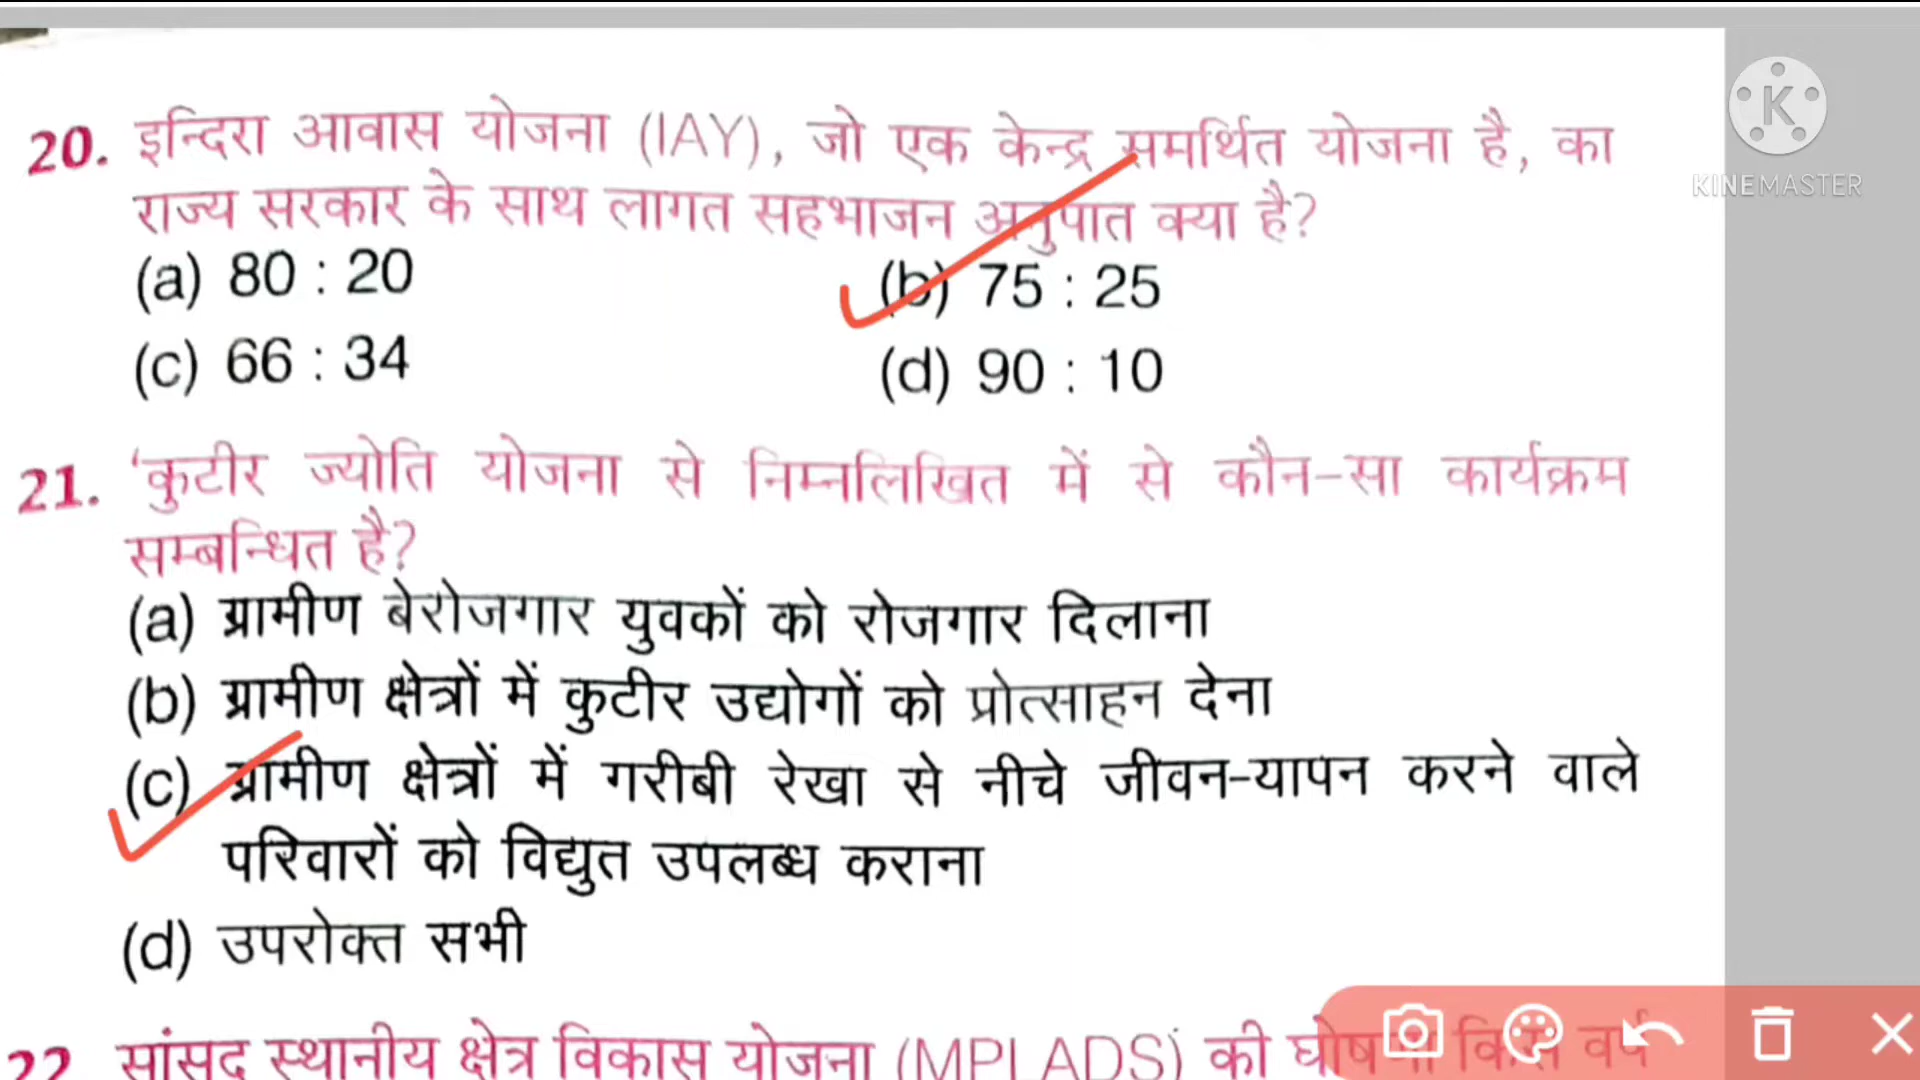 KINEMASTER
20. इन्दिरा आवास योजना (IAY), जो एक केन्द्र समर्थित योजना है, का
राज्य सरकार के साथ लागत सहभाजन अनुपात क्या है?
(a) 80 : 20 (b) 75 : 25
(c) 66 : 34 (d) 90 : 10
21. 'कुटीर ज्योति योजना से निम्नलिखित में से कौन-सा कार्यक्रम
सम्बन्धित है?
(a) ग्रामीण बेरोजगार युवकों को रोजगार दिलाना
(b) ग्रामीण क्षेत्रों में कुटीर उद्योगों को प्रोत्साहन देना
(c) ग्रामीण क्षेत्रों में गरीबी रेखा से नीचे जीवन-यापन करने वाले
परिवारों को विद्युत उपलब्ध कराना
(d) उपरोक्त सभी
22 सांसद स्थानीय क्षेत्र विकास योजना (MPLADS) की वर्ष